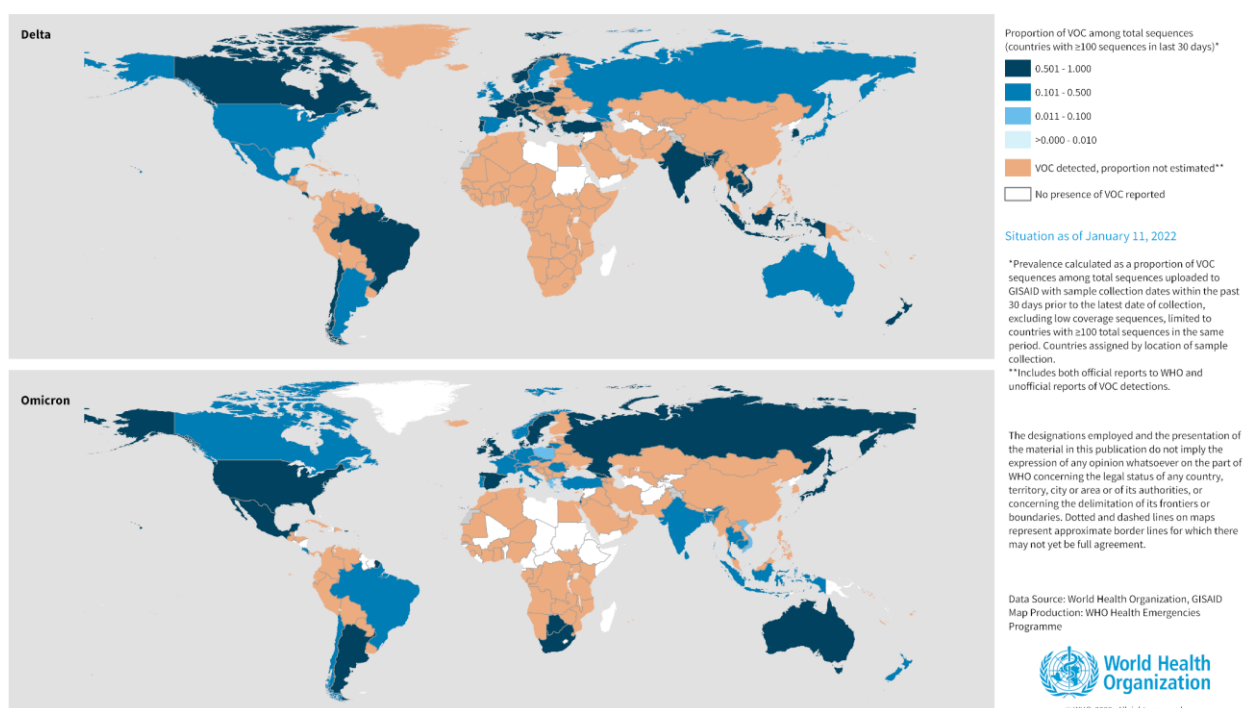 Delta
Proportion of VOC among total sequences
(countries with ≥100 sequences in last 30 days)*
0.501 - 1.000
0.101 - 0.500
0.011 - 0.100
>0.000 - 0.010
VOC detected, proportion not estimated**
No presence of VOC reported
Situation as of January 11, 2022
*Prevalence calculated as a proportion of VOC
sequences among total sequences uploaded to
GISAID with sample collection dates within the past
30 days prior to the latest date of collection,
excluding low coverage sequences, limited to
countries with ≥100 total sequences in the same
period. Countries assigned by location of sample
collection.
**Includes both official reports to WHO and
unofficial reports of VOC detections.
Omicron
The designations employed and the presentation of
the material in this publication do not imply the
expression of any opinion whatsoever on the part of
WHO concerning the legal status of any country,
territory, city or area or of its authorities, or
concerning the delimitation of its frontiers or
boundaries. Dotted and dashed lines on maps
represent approximate border lines for which there
may not yet be full agreement.
Data Source: World Health Organization, GISAID
Map Production: WHO Health Emergencies
Programme
World Health
Organization